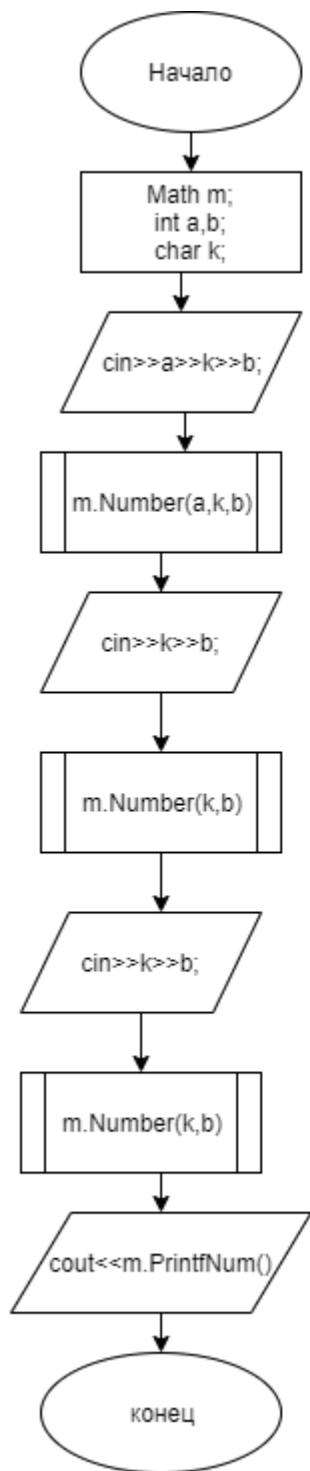 Начало
Math m;
int a,b;
char k;
cin>>a>>k>>b;
m.Number(a,k,b)
cin>>k>>b;
m.Number(k,b)
cin>>k>>b;
m.Number(k,b)
cout<<m.PrintfNum()
конец